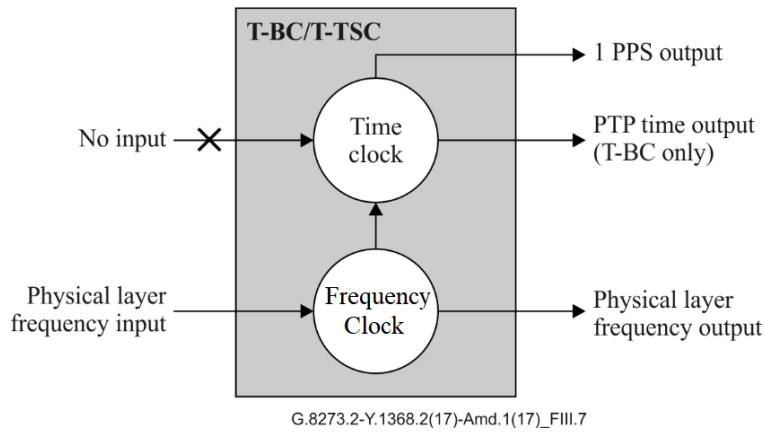 T-BC/T-TSC
1 PPS output
No input
Time
clock
PTP time output
(T-BC only)
Physical layer
frequency input
Frequency
Clock
Physical layer
frequency output
G.8273.2-Y.1368.2(17)-Amd.1(17)_FIII.7